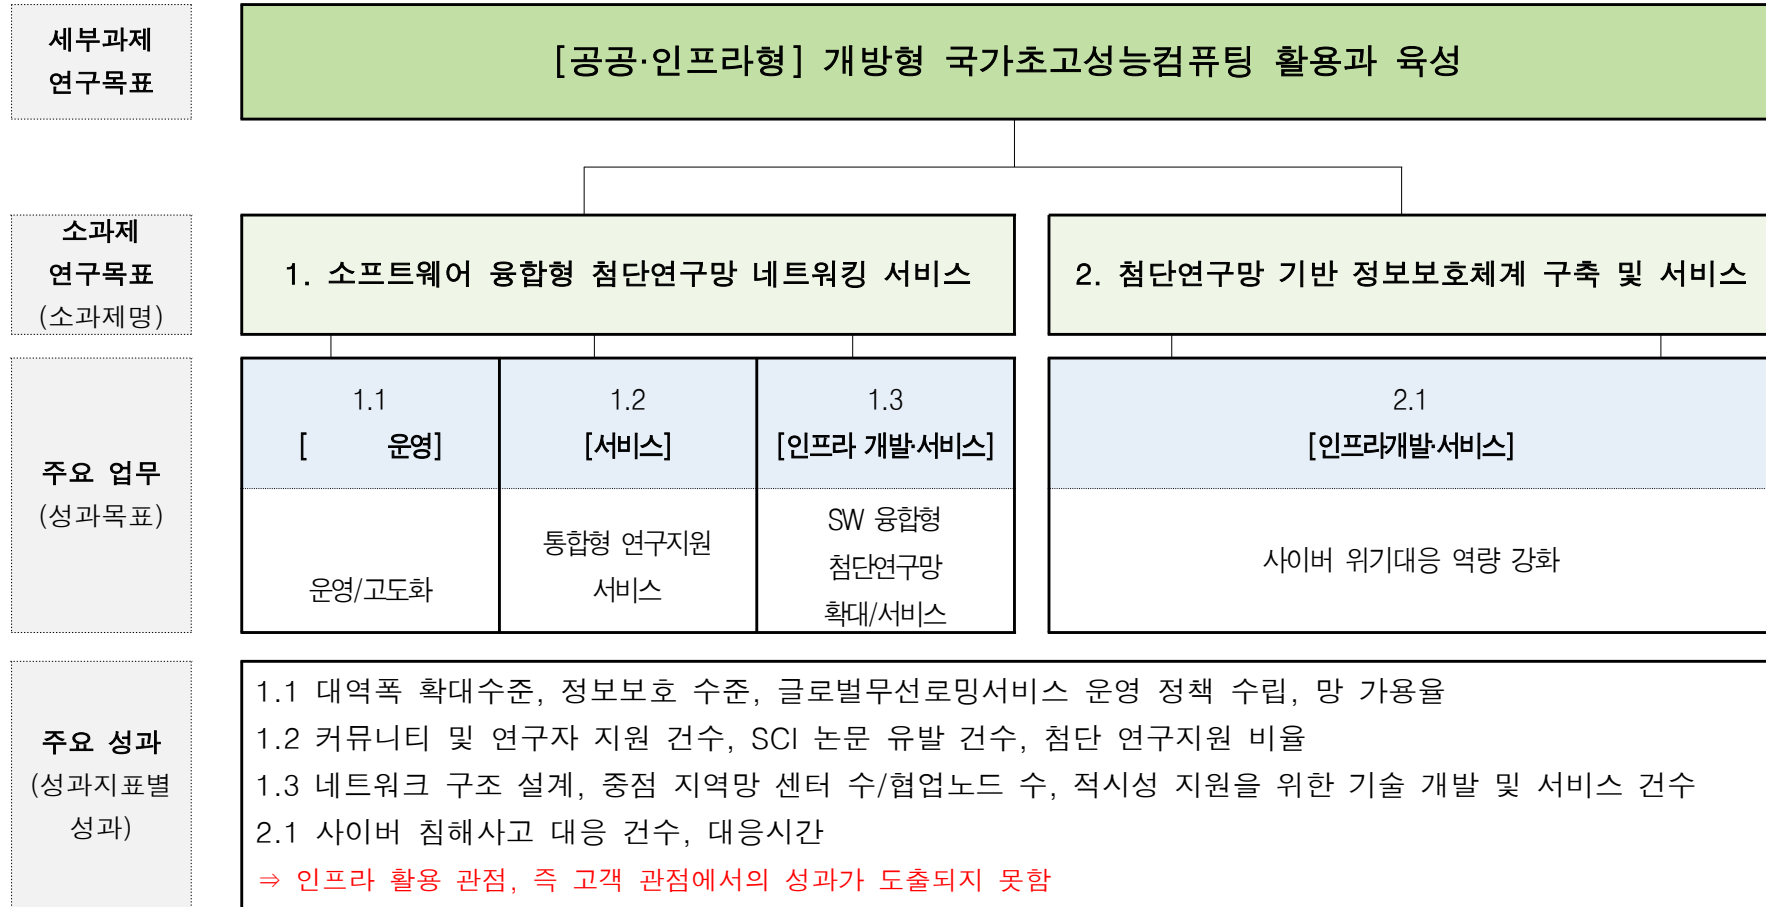 세부과제
연구목표
[공공·인프라형] 개방형 국가초고성능컴퓨팅 활용과 육성
소과제
연구목표
(소과제명)
1. 소프트웨어 융합형 첨단연구망 네트워킹 서비스
2. 첨단연구망 기반 정보보호체계 구축 및 서비스
주요 업무
(성과목표)
1.1
[ 운영]
1.2
[서비스]
1.3
[인프라 개발·서비스]
2.1
[인프라개발·서비스]
운영/고도화
통합형 연구지원
서비스
SW 융합형
첨단연구망
확대/서비스
사이버 위기대응 역량 강화
주요 성과
(성과지표별
성과)
1.1 대역폭 확대수준, 정보보호 수준, 글로벌무선로밍서비스 운영 정책 수립, 망 가용율
1.2 커뮤니티 및 연구자 지원 건수, SCI 논문 유발 건수, 첨단 연구지원 비율
1.3 네트워크 구조 설계, 중점 지역망 센터 수/협업노드 수, 적시성 지원을 위한 기술 개발 및 서비스 건수
2.1 사이버 침해사고 대응 건수, 대응시간
⇒ 인프라 활용 관점, 즉 고객 관점에서의 성과가 도출되지 못함